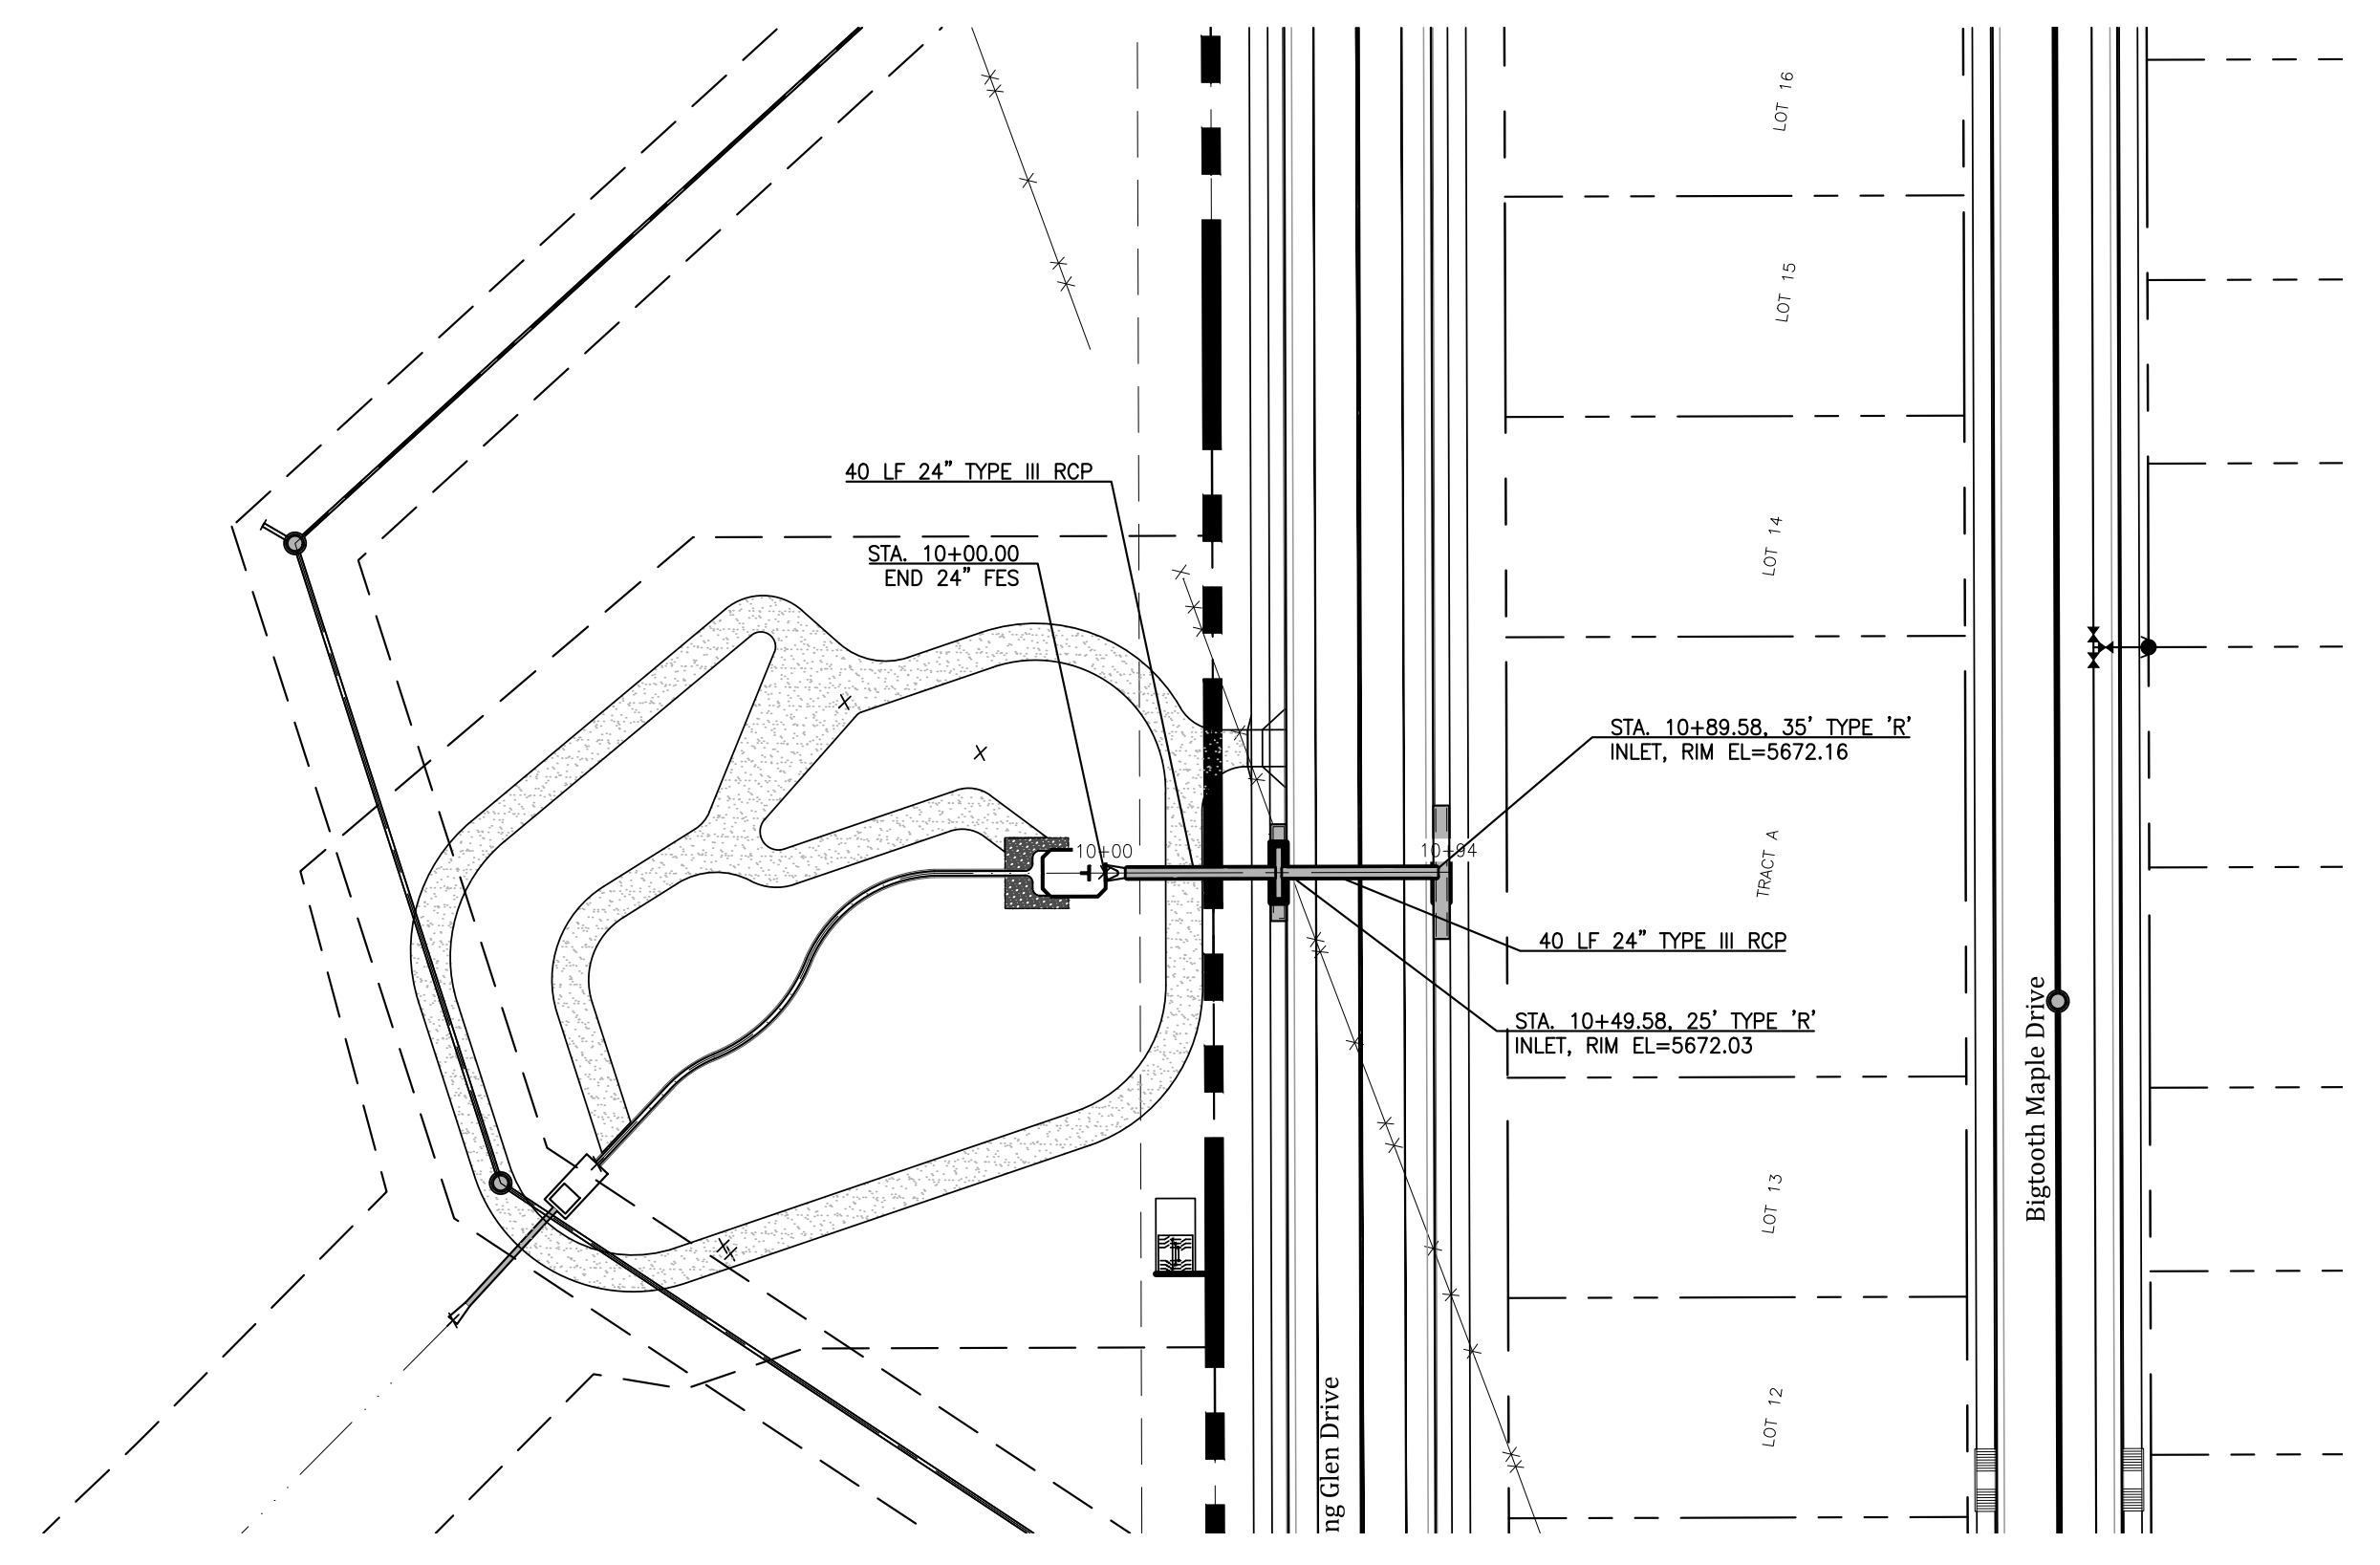 LOT 16
LOT 15
40 LF 24” TYPE III RCP
STA. 10+00.00
END 24” FES
LOT 14
STA. 10+89.58, 35’ TYPE ’R’
INLET, RIM EL=5672.16
10+00
10+94
TRACT A
40 LF 24” TYPE III RCP
STA. 10+49.58, 25’ TYPE ’R’
INLET, RIM EL=5672.03
Bigtooth Maple Drive
LOT 13
ng Glen Drive
LOT 12